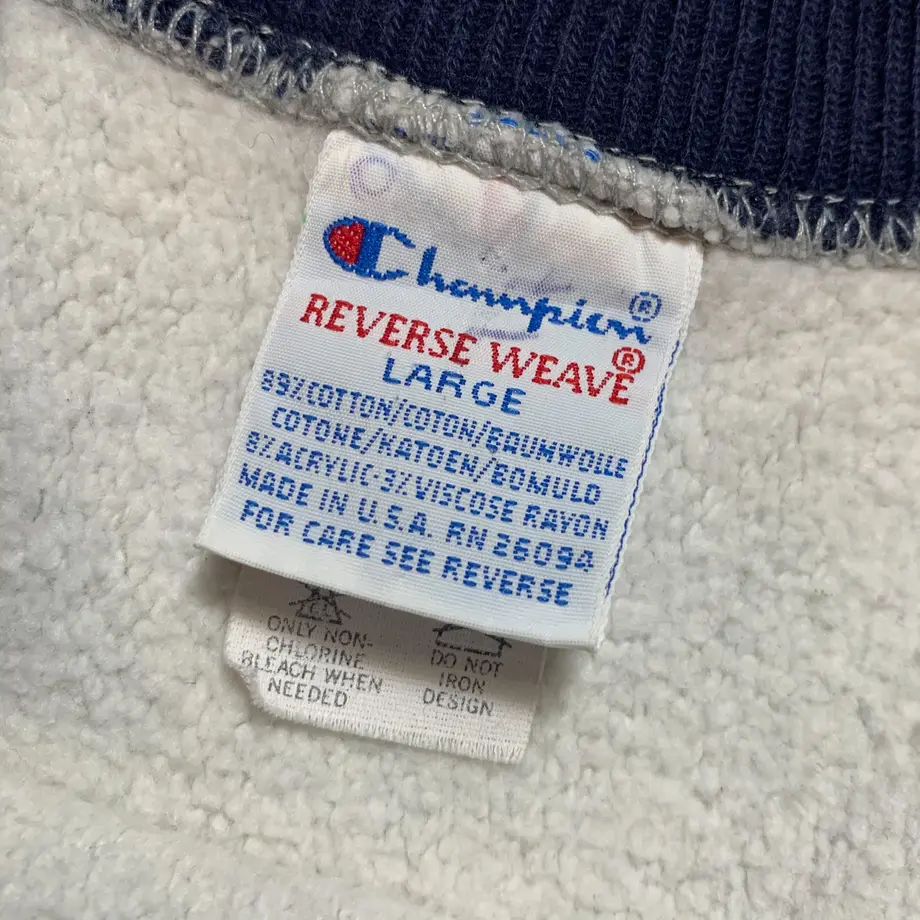 Champion®
REVERSE WEAVE®
LARGE
89% COTTON/COTON/BAUMWOLLE
COTONE/KATOEN/BOMULD
8% ACRYLIC-3% VISCOSE RAYON
MADE IN U.S.A. RN 26094
FOR CARE SEE REVERSE
ONLY NON-
CHLORINE
BLEACH WHEN
NEEDED
DO NOT
IRON
DESIGN